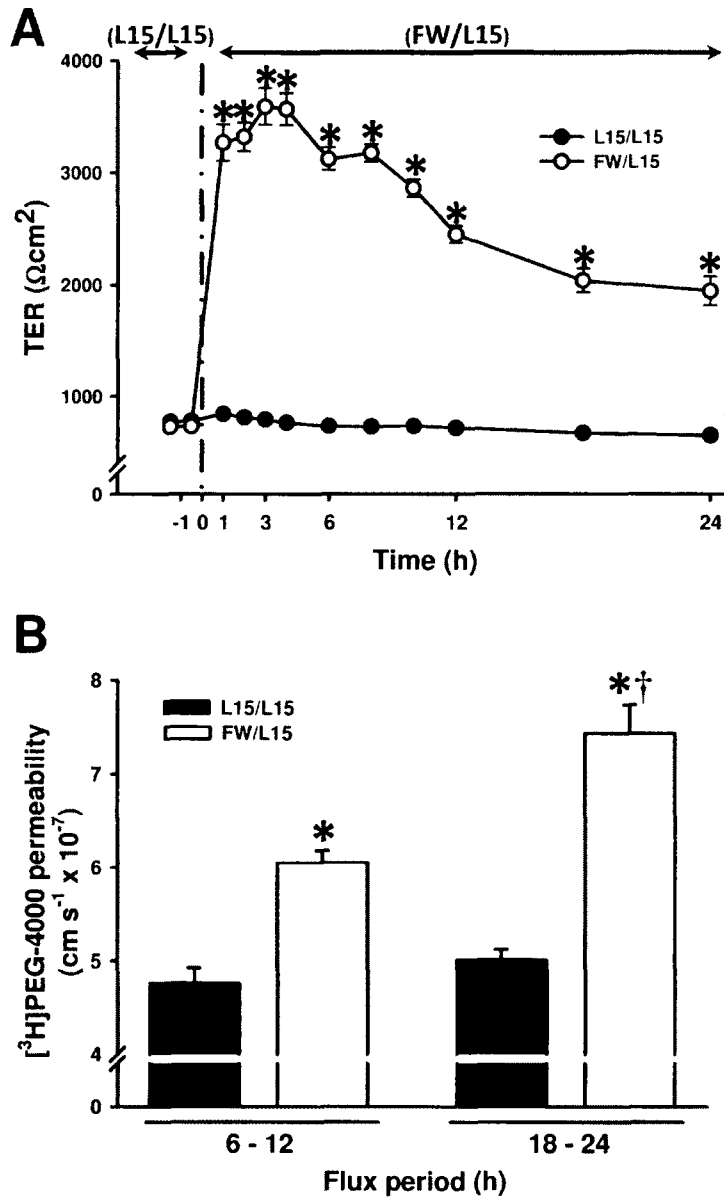 A
(L15/L15)
(FW/L15)
4000
3000
2000
1000
0
TER (Ωcm²)
* * * * * * * * * *
L15/L15
FW/L15
-1 0 1 3 6 12 24
Time (h)
B
8
7
6
5
4
0
[³H]PEG-4000 permeability
(cm s⁻¹ x 10⁻⁷)
L15/L15
FW/L15
*
*†
6 - 12
18 - 24
Flux period (h)